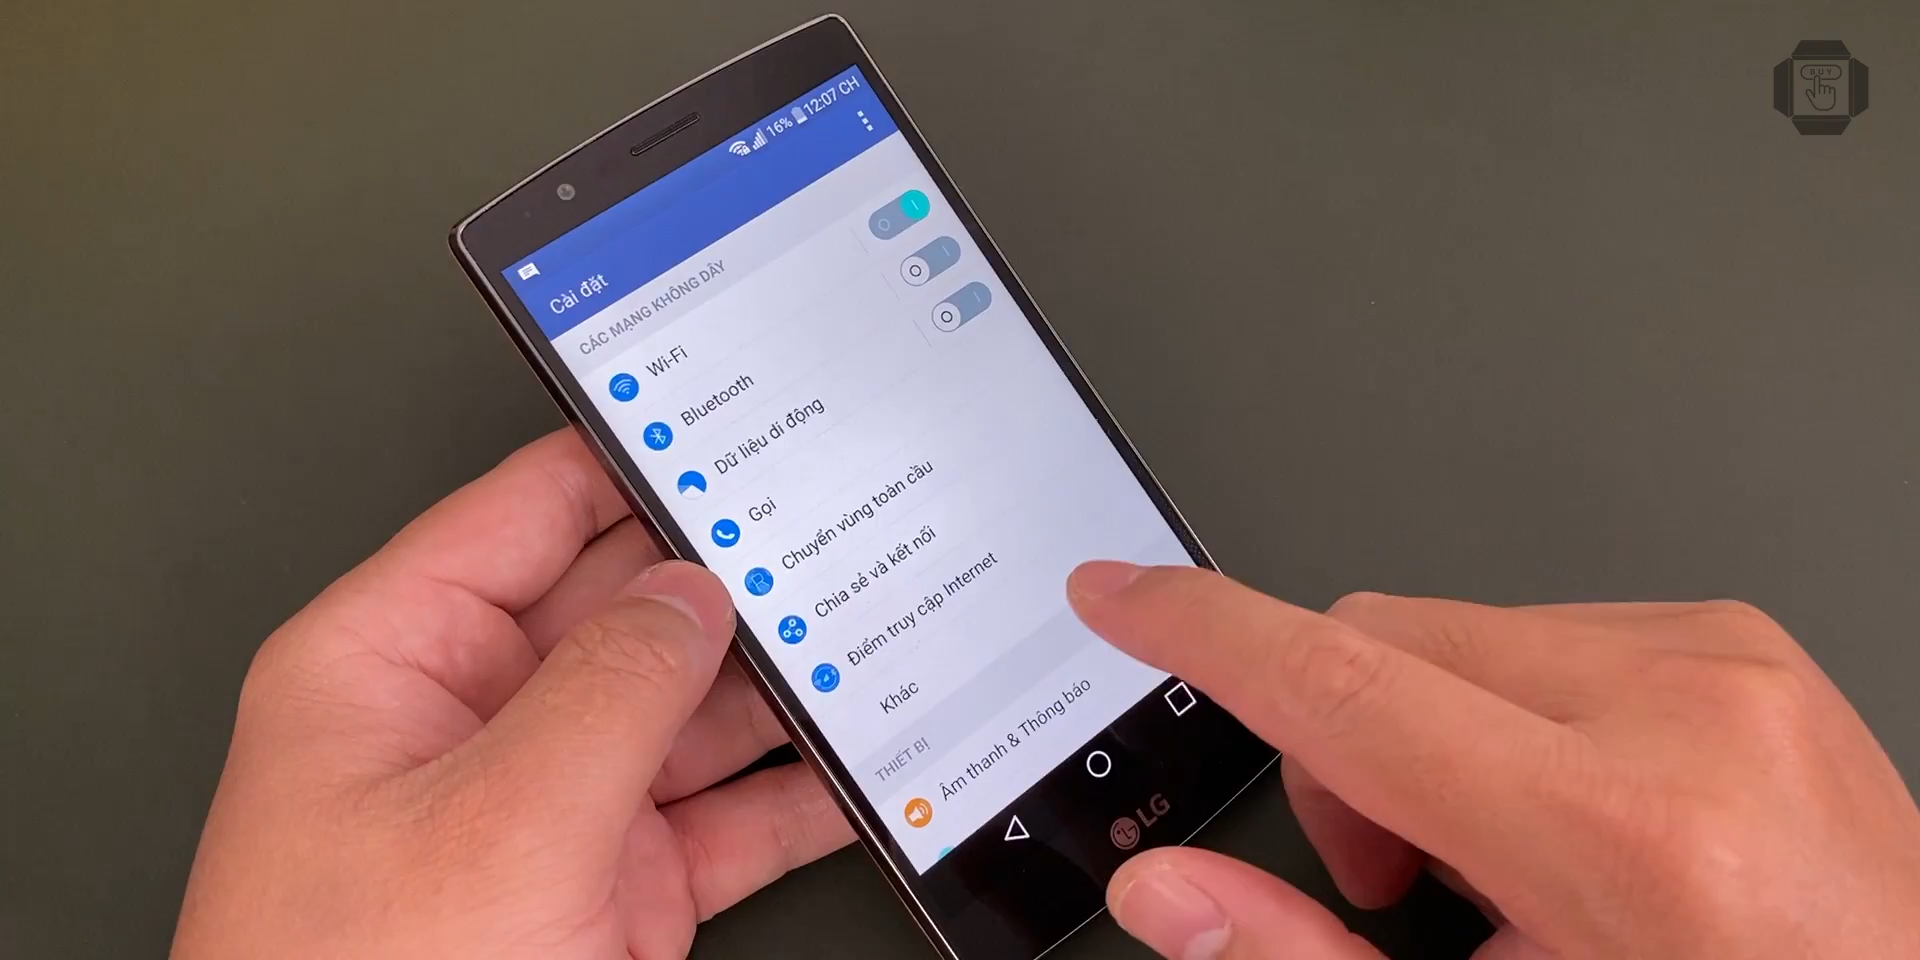 BUY
16% 12:07 CH
Cài đặt
CÁC MẠNG KHÔNG DÂY
Wi-Fi
Bluetooth
Dữ liệu di động
Gọi
Chuyển vùng toàn cầu
Chia sẻ và kết nối
Điểm truy cập Internet
Khác
THIẾT BỊ
Âm thanh & Thông báo
LG